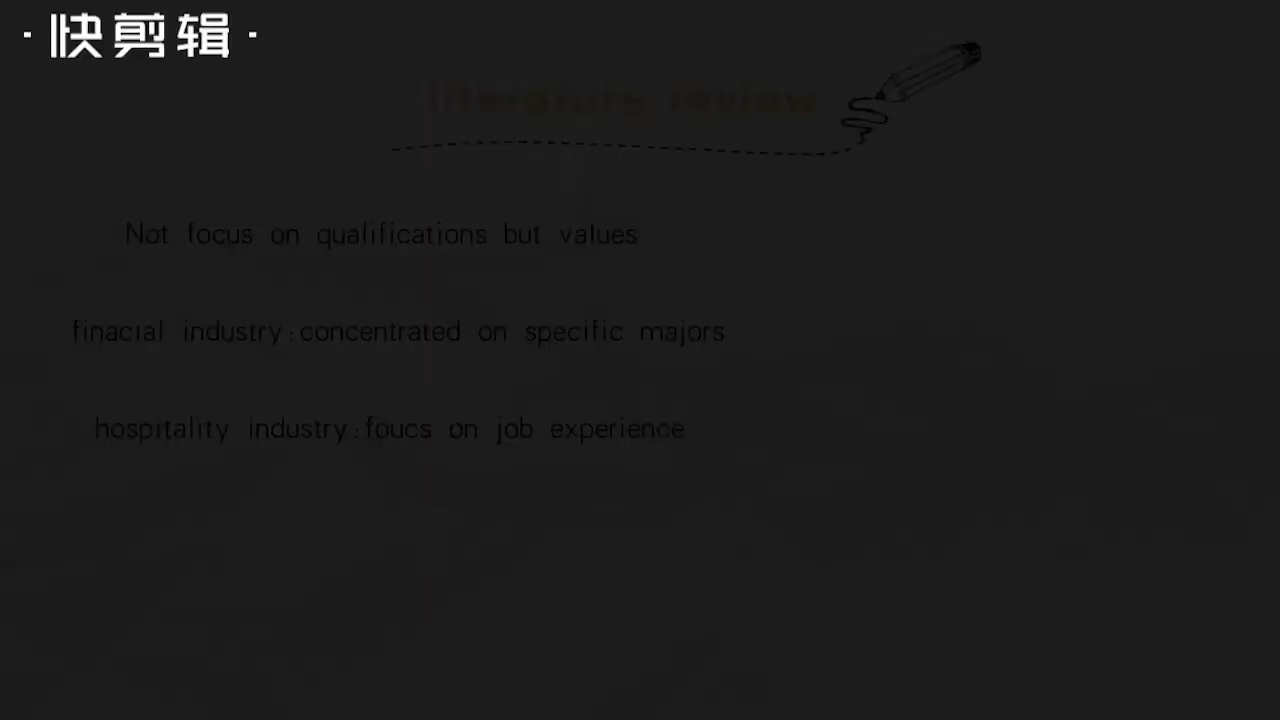 ·快剪辑·
literature review
Not focus on qualifications but values
finacial industry:concentrated on specific majors
hospitality industry:foucs on job experience